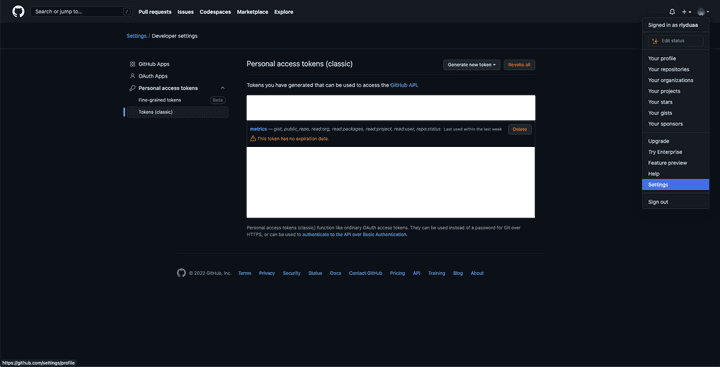 Search or jump to...
/
Pull requests Issues Codespaces Marketplace Explore
Signed in as
Edit status
Your profile
Your repositories
Your organizations
Your projects
Your stars
Your gists
Your sponsors
Upgrade
Try Enterprise
Feature preview
Help
Settings
Sign out
Settings / Developer settings
GitHub Apps
OAuth Apps
Personal access tokens
Fine-grained tokens Beta
Tokens (classic)
Personal access tokens (classic)
Generate new token
Revoke all
Tokens you have generated that can be used to access the GitHub API.
metrics — gist, public_repo, read:org, read:packages, read:project, read:user, repo:status Last used within the last week Delete
This token has no expiration date.
Personal access tokens (classic) function like ordinary OAuth access tokens. They can be used instead of a password for Git over
HTTPS, or can be used to authenticate to the API over Basic Authentication.
© 2022 GitHub, Inc. Terms Privacy Security Status Docs Contact GitHub Pricing API Training Blog About
https://github.com/settings/profile